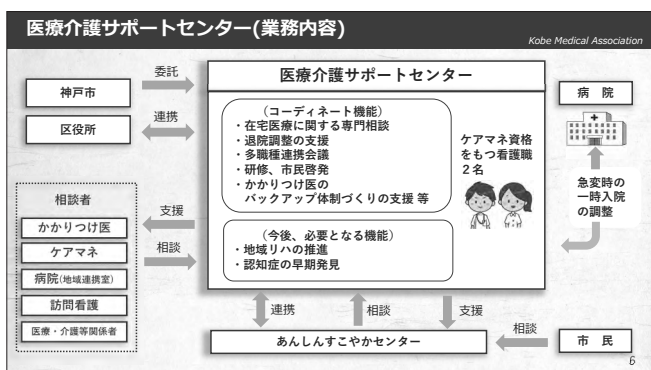 医療介護サポートセンター(業務内容)
Kobe Medical Association
神戸市
区役所
委託
連携
医療介護サポートセンター
(コーディネート機能)
・在宅医療に関する専門相談
・退院調整の支援
・多職種連携会議
・研修、市民啓発
・かかりつけ医の
バックアップ体制づくりの支援 等
(今後、必要となる機能)
・地域リハの推進
・認知症の早期発見
ケアマネ資格
をもつ看護職
2名
病 院
急変時の
一時入院
の調整
相談者
かかりつけ医
ケアマネ
病院(地域連携室)
訪問看護
医療・介護等関係者
支援
相談
連携
相談
支援
あんしんすこやかセンター
相談
市 民
6